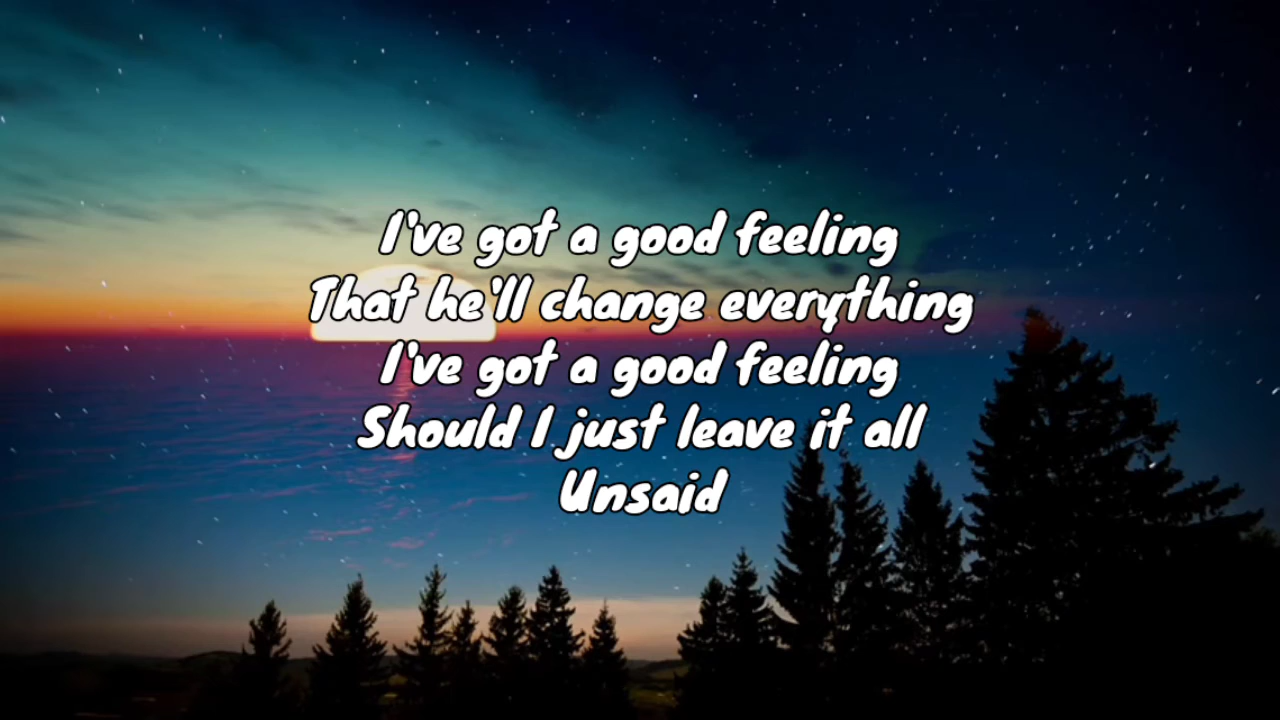 I've got a good feeling
That he'll change everything
I've got a good feeling
Should I just leave it all
Unsaid